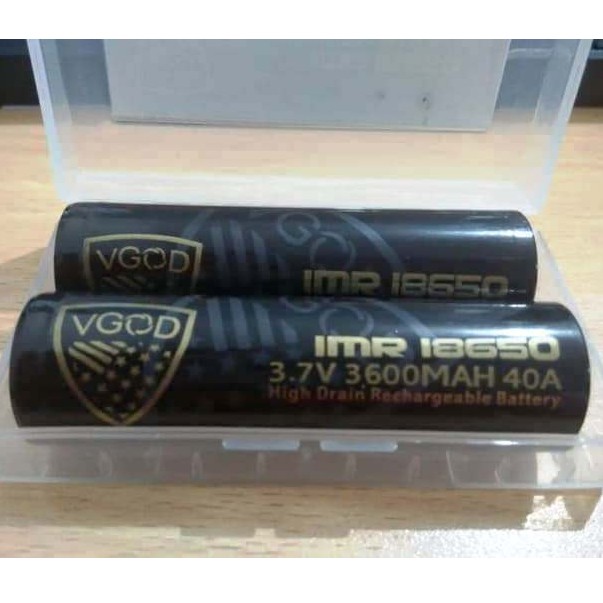 VGOD
IMR 18650
VGOD
IMR 18650
3.7V 3600MAH 40A
High Drain Rechargeable Battery